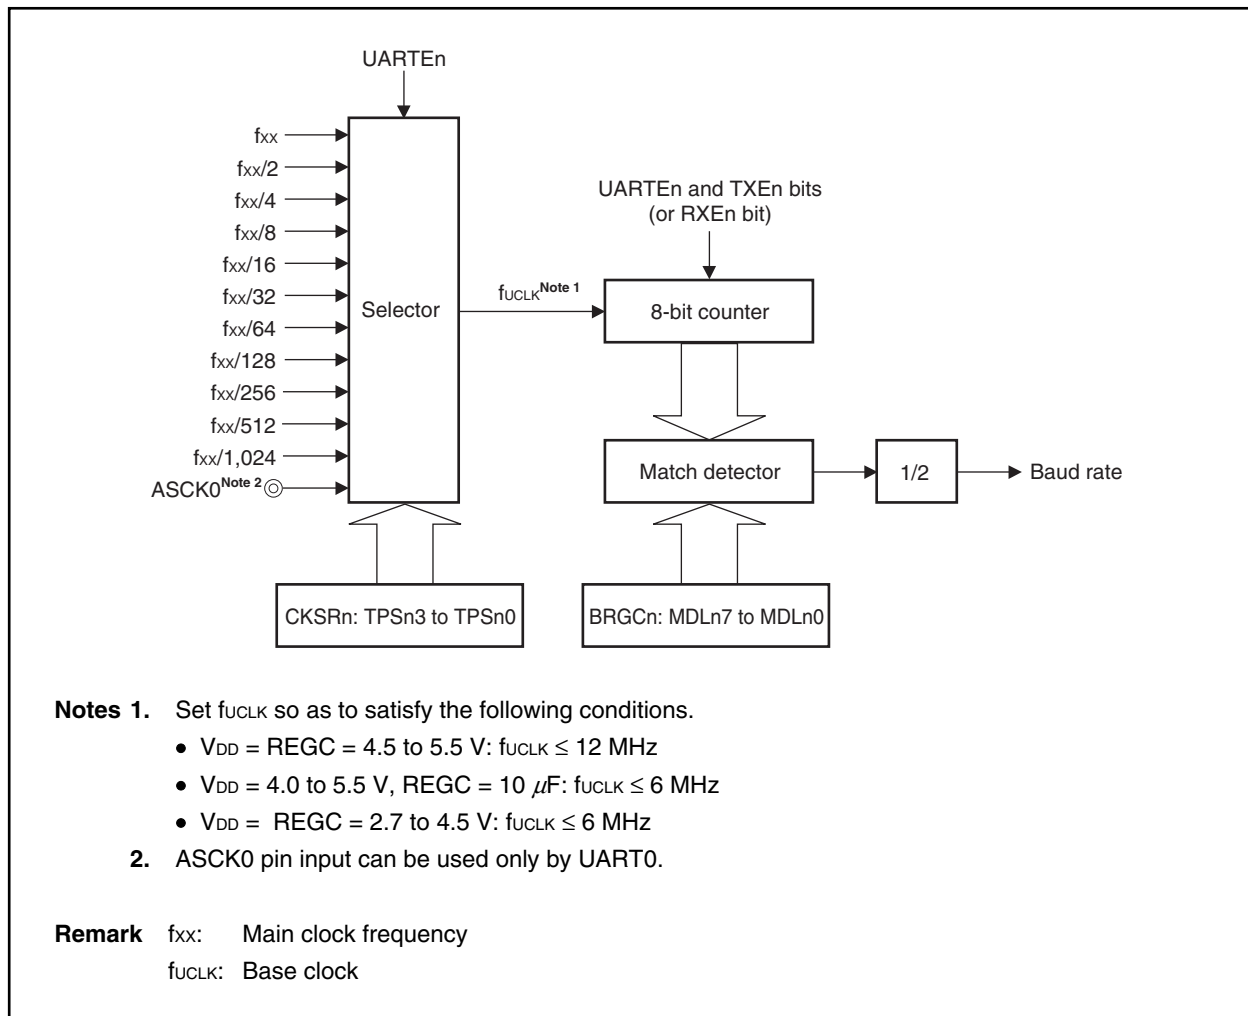 UARTEn
fxx
fxx/2
fxx/4
fxx/8
fxx/16
fxx/32
fxx/64
fxx/128
fxx/256
fxx/512
fxx/1,024
ASCK0Note 2
Selector
fUCLKNote 1
UARTEn and TXEn bits
(or RXEn bit)
8-bit counter
Match detector
1/2
Baud rate
CKSRn: TPSn3 to TPSn0
BRGCn: MDLn7 to MDLn0
Notes 1. Set fUCLK so as to satisfy the following conditions.
• VDD = REGC = 4.5 to 5.5 V: fUCLK ≤ 12 MHz
• VDD = 4.0 to 5.5 V, REGC = 10 μF: fUCLK ≤ 6 MHz
• VDD = REGC = 2.7 to 4.5 V: fUCLK ≤ 6 MHz
2. ASCK0 pin input can be used only by UART0.
Remark fxx: Main clock frequency
fUCLK: Base clock